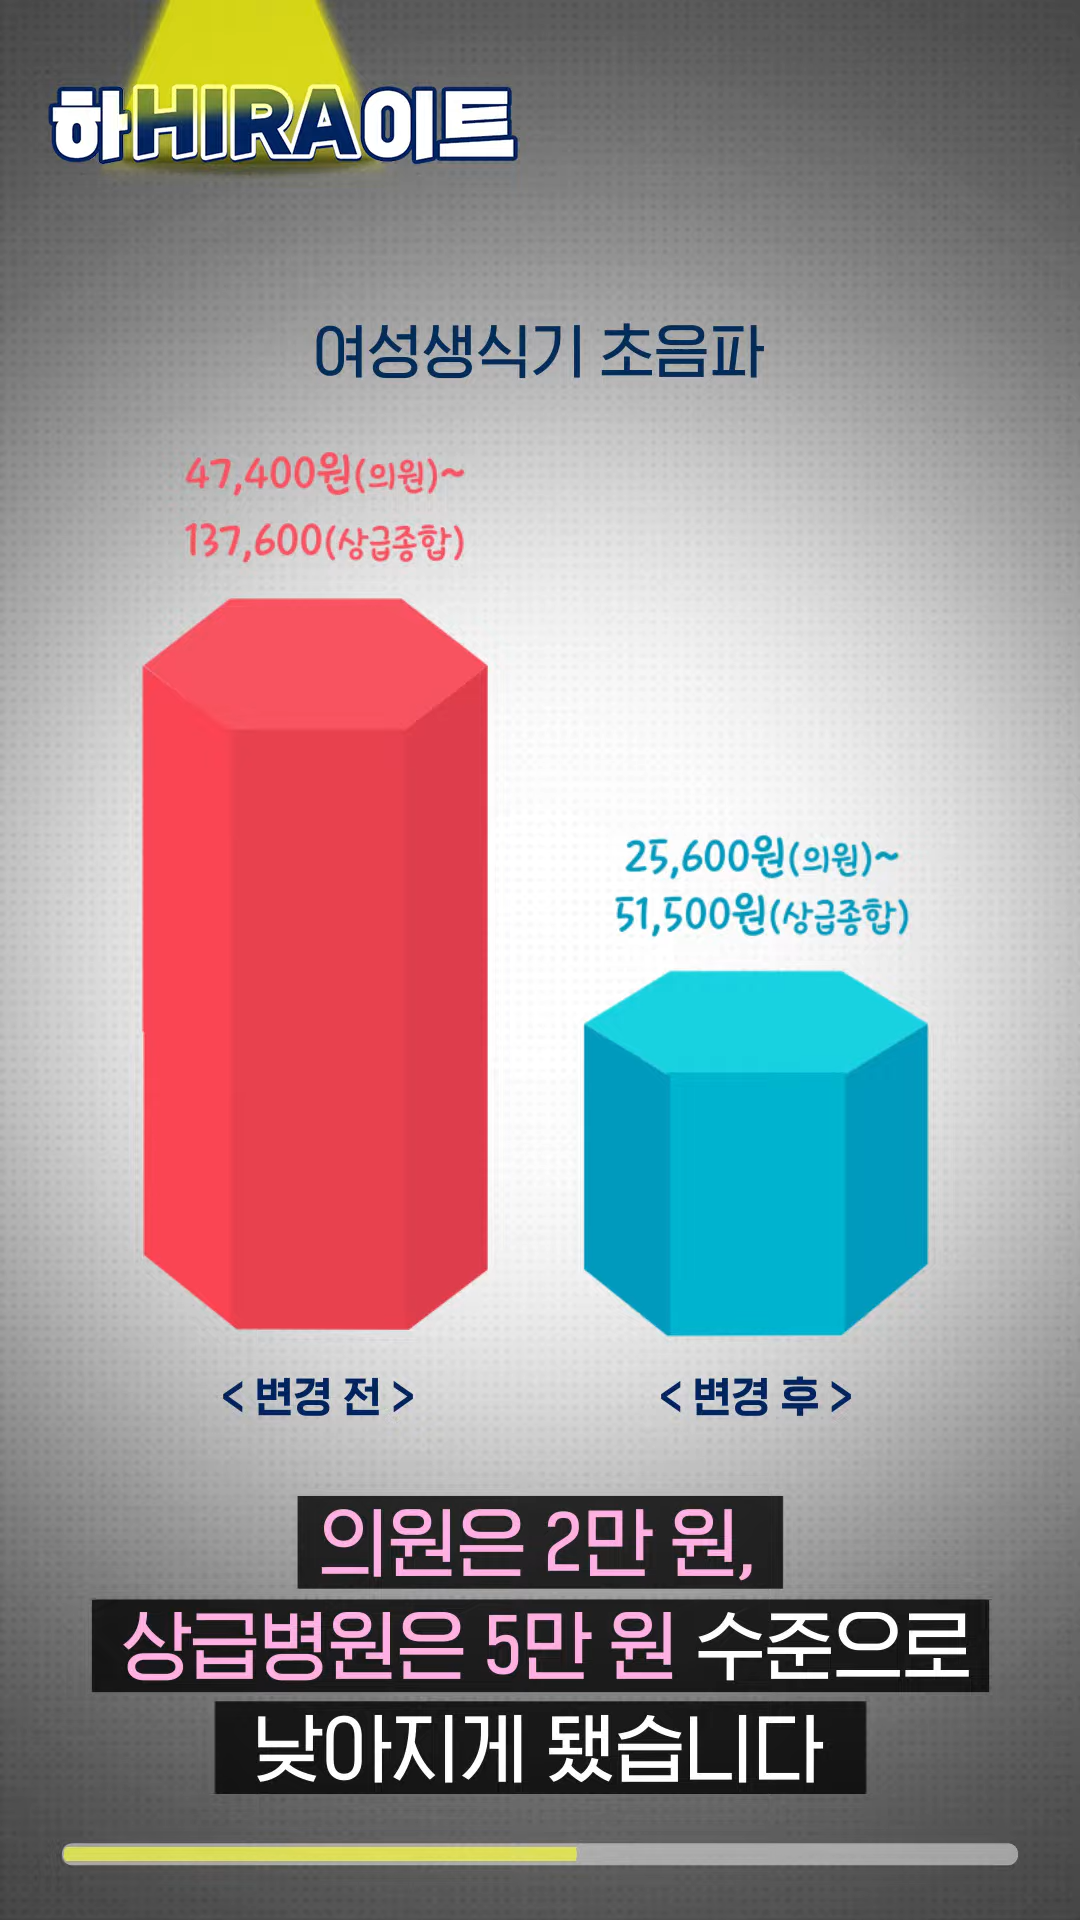 하HIRA이트
여성생식기 초음파
47,400원(의원)~
137,600(상급종합)
25,600원(의원)~
51,500원(상급종합)
< 변경 전 >
< 변경 후 >
의원은 2만 원,
상급병원은 5만 원 수준으로
낮아지게 됐습니다